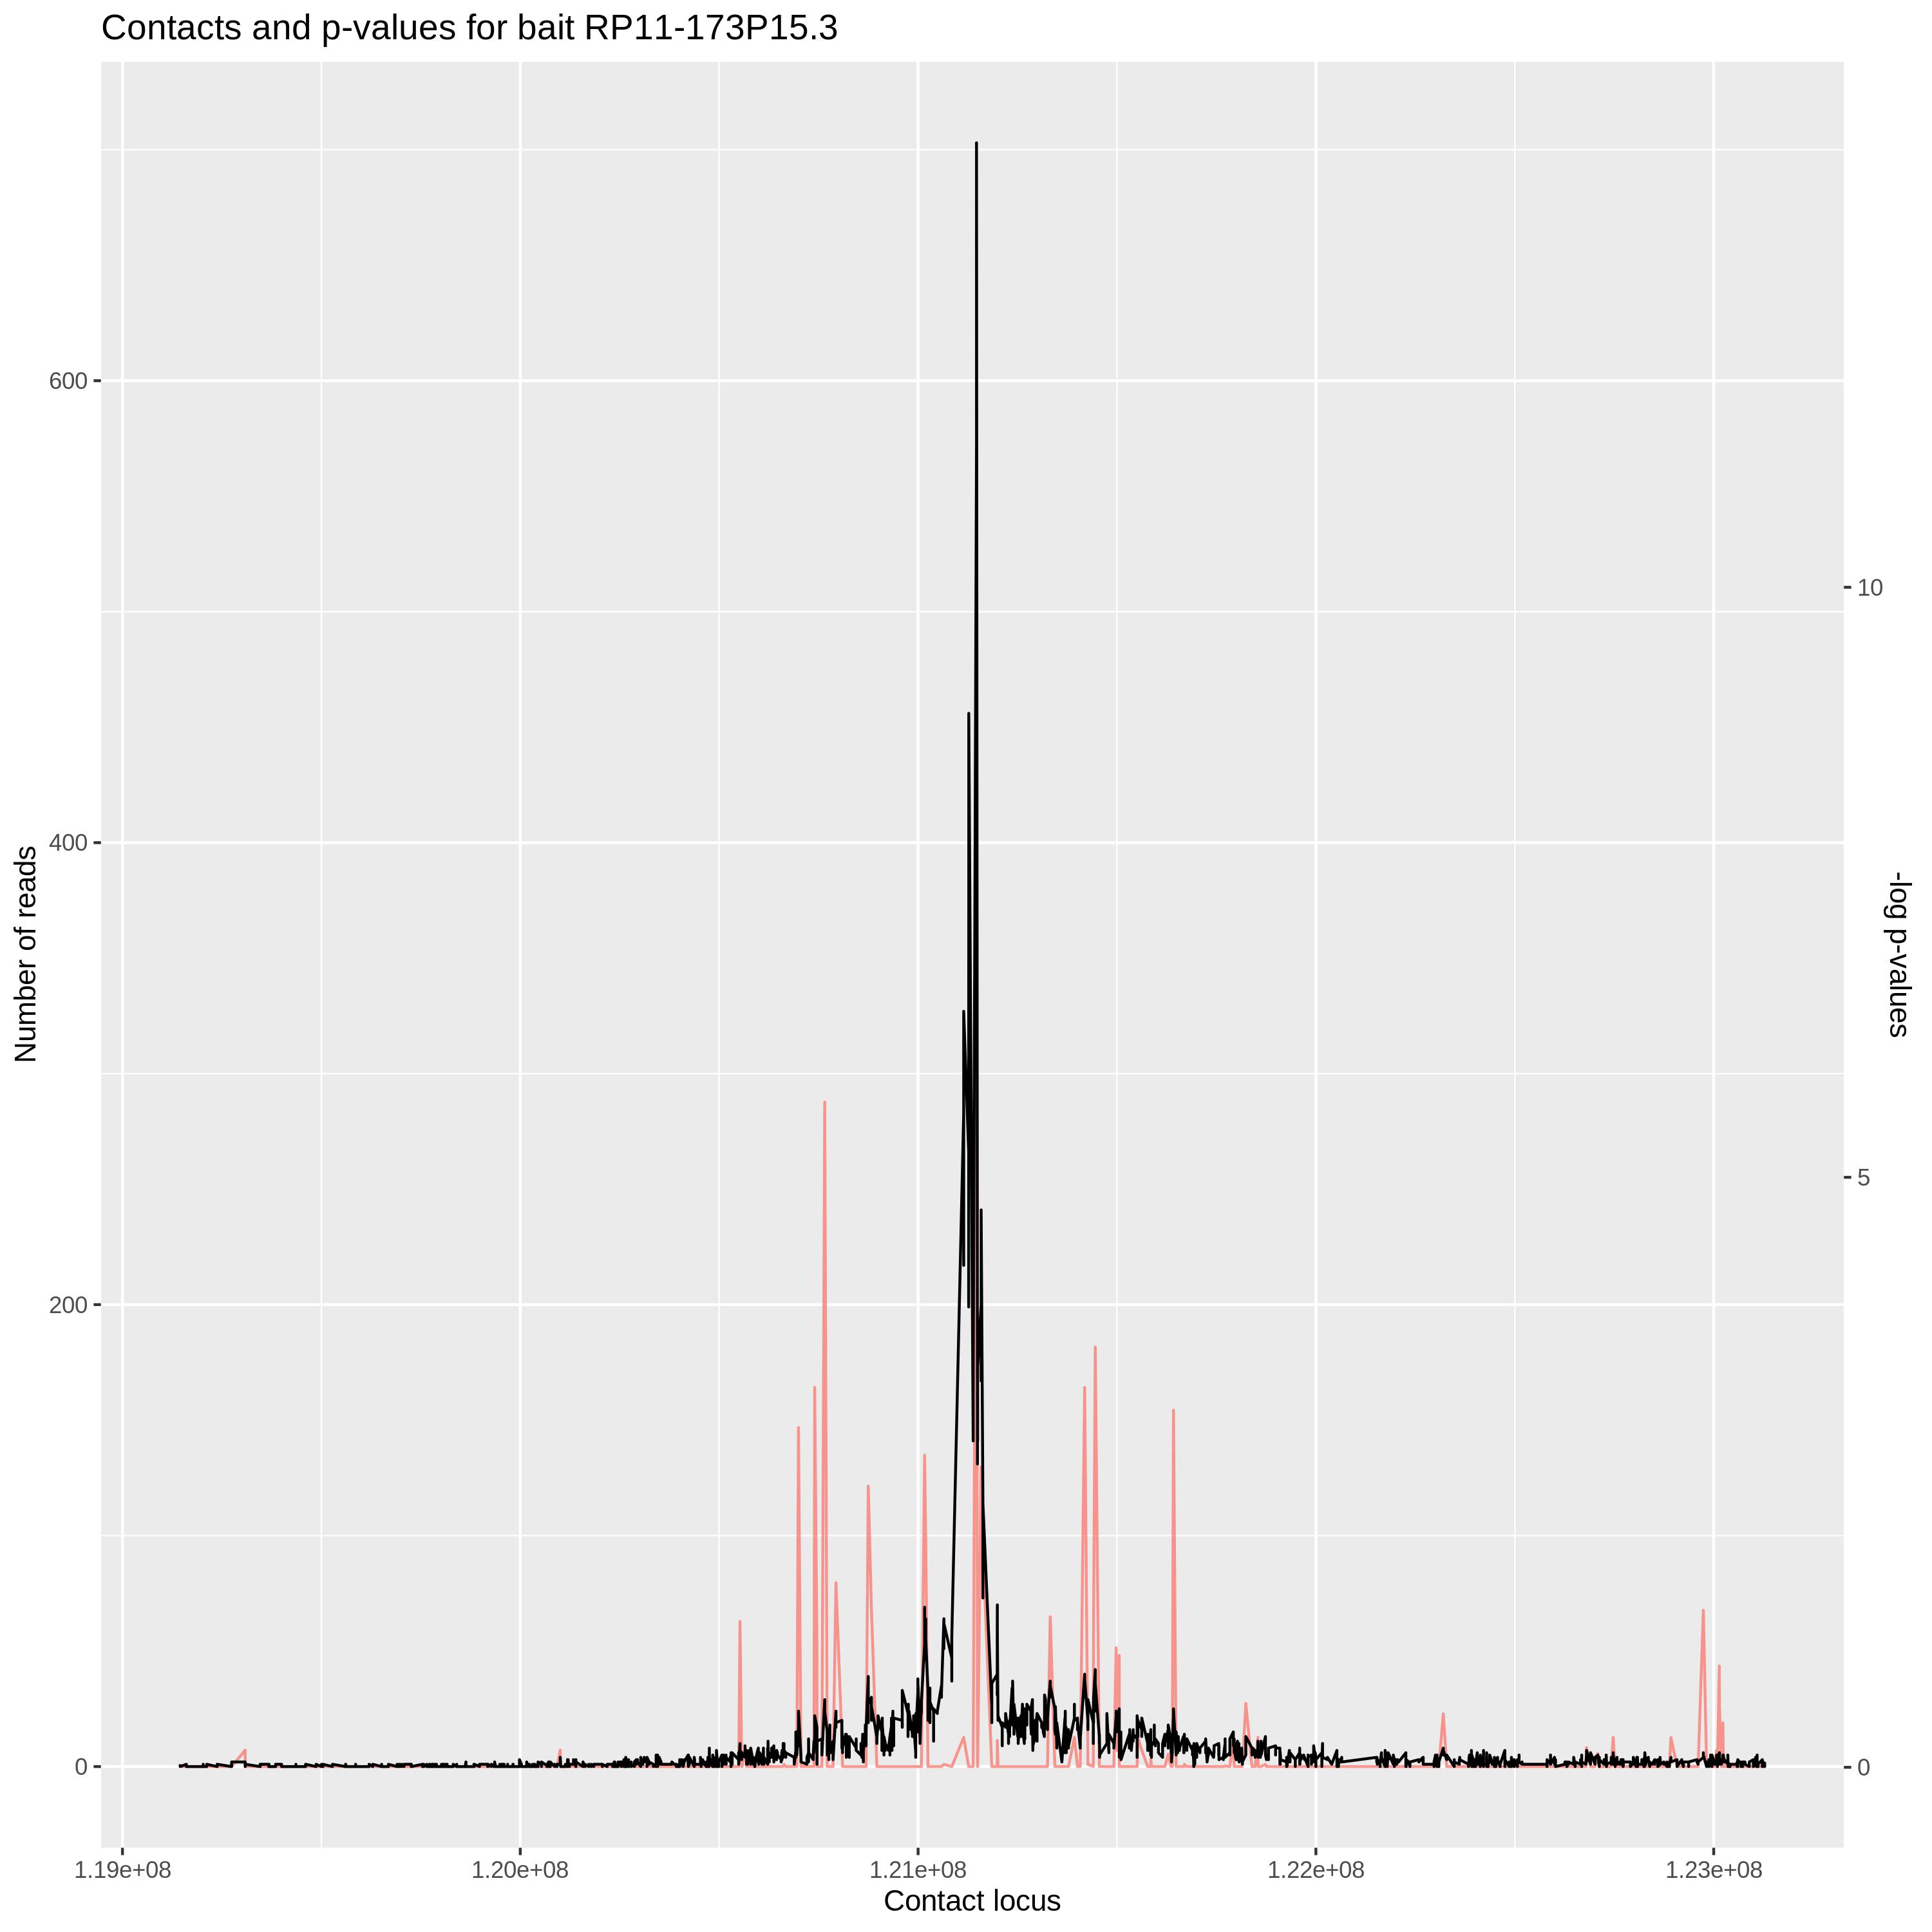 Contacts and p-values for bait RP11-173P15.3
600
400
200
0
Number of reads
10
5
0
-log p-values
1.19e+08
1.20e+08
1.21e+08
1.22e+08
1.23e+08
Contact locus